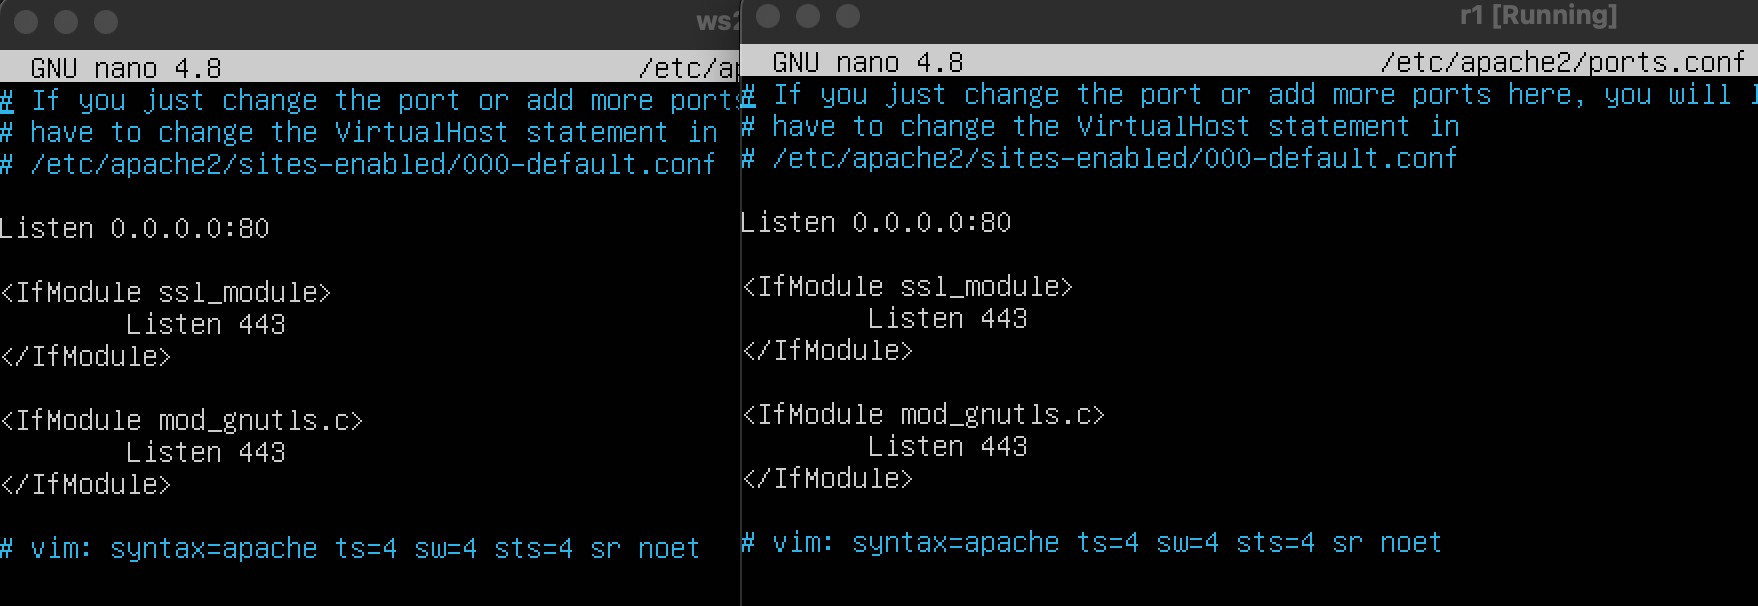 ws2
GNU nano 4.8 /etc/ap
# If you just change the port or add more ports
# have to change the VirtualHost statement in
# /etc/apache2/sites-enabled/000-default.conf
Listen 0.0.0.0:80
<IfModule ssl_module>
Listen 443
</IfModule>
<IfModule mod_gnutls.c>
Listen 443
</IfModule>
# vim: syntax=apache ts=4 sw=4 sts=4 sr noet
r1 [Running]
GNU nano 4.8 /etc/apache2/ports.conf
# If you just change the port or add more ports here, you will
# have to change the VirtualHost statement in
# /etc/apache2/sites-enabled/000-default.conf
Listen 0.0.0.0:80
<IfModule ssl_module>
Listen 443
</IfModule>
<IfModule mod_gnutls.c>
Listen 443
</IfModule>
# vim: syntax=apache ts=4 sw=4 sts=4 sr noet